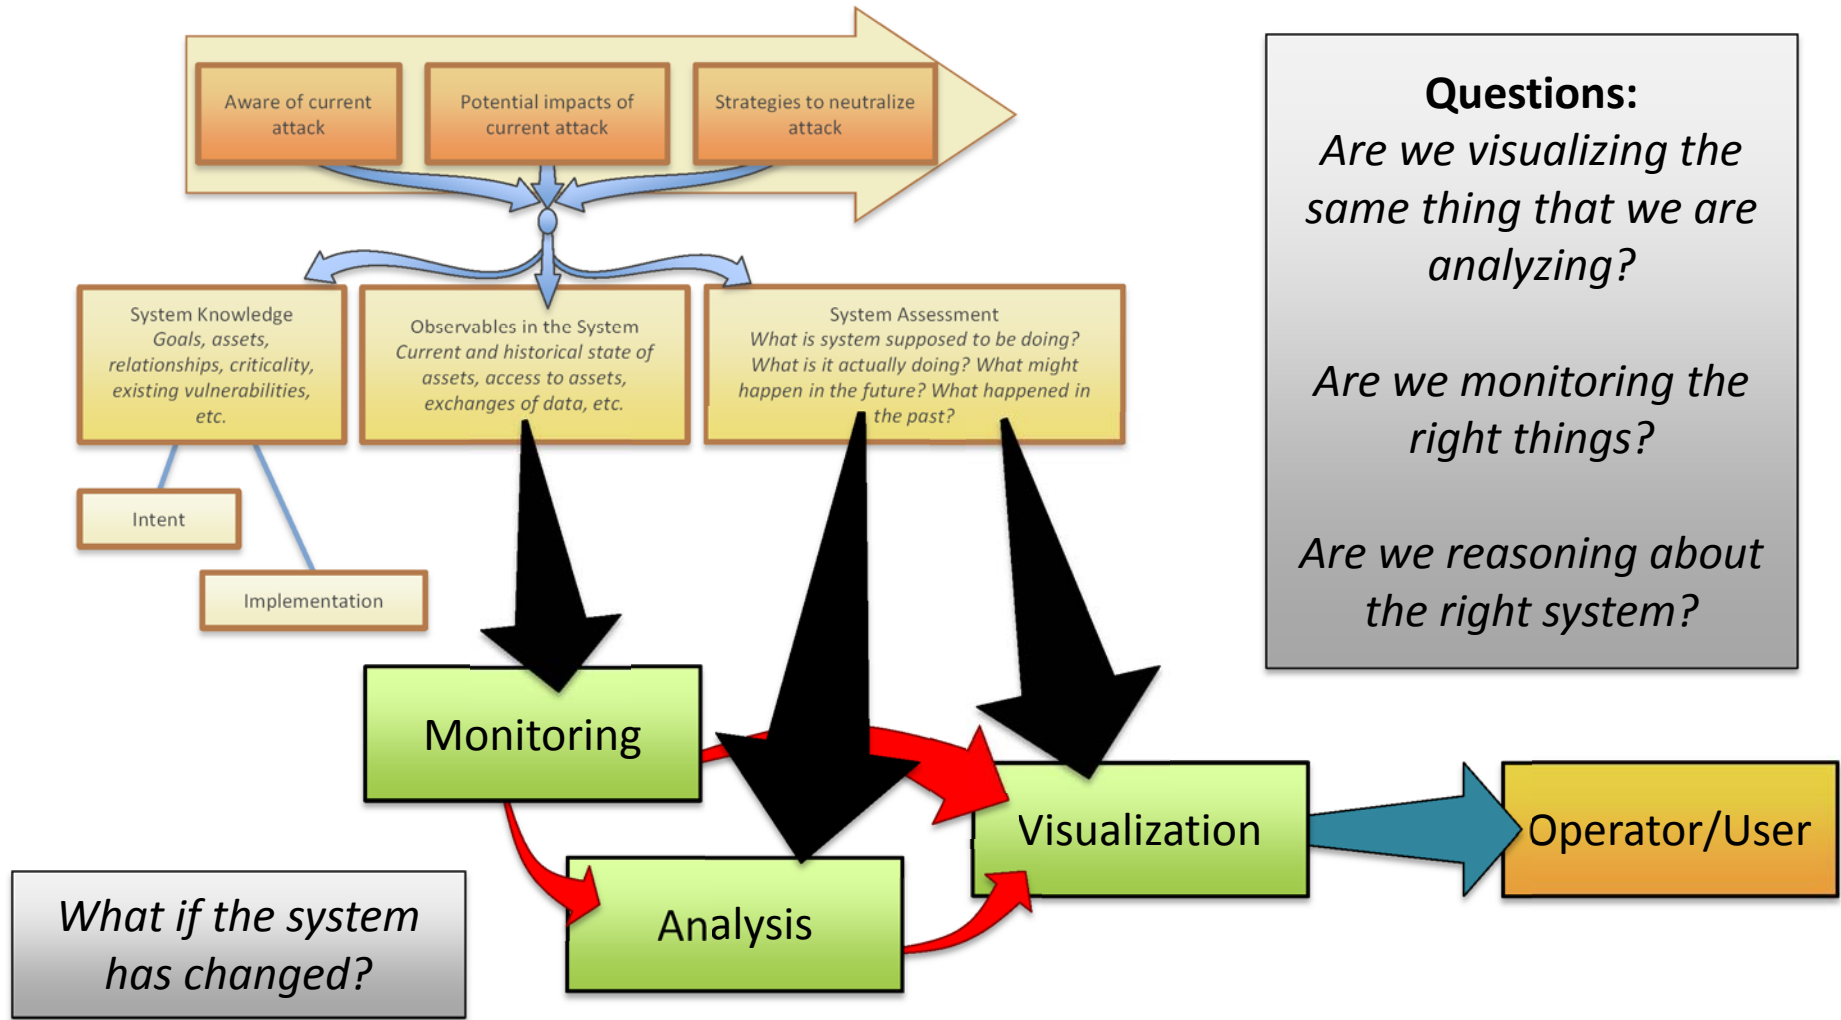 Aware of current
attack
Potential impacts of
current attack
Strategies to neutralize
attack
Questions:
Are we visualizing the
same thing that we are
analyzing?
Are we monitoring the
right things?
Are we reasoning about
the right system?
System Knowledge
Goals, assets,
relationships, criticality,
existing vulnerabilities,
etc.
Observables in the System
Current and historical state of
assets, access to assets,
exchanges of data, etc.
System Assessment
What is system supposed to be doing?
What is it actually doing? What might
happen in the future? What happened in
the past?
Intent
Implementation
Monitoring
Visualization
Operator/User
Analysis
What if the system
has changed?